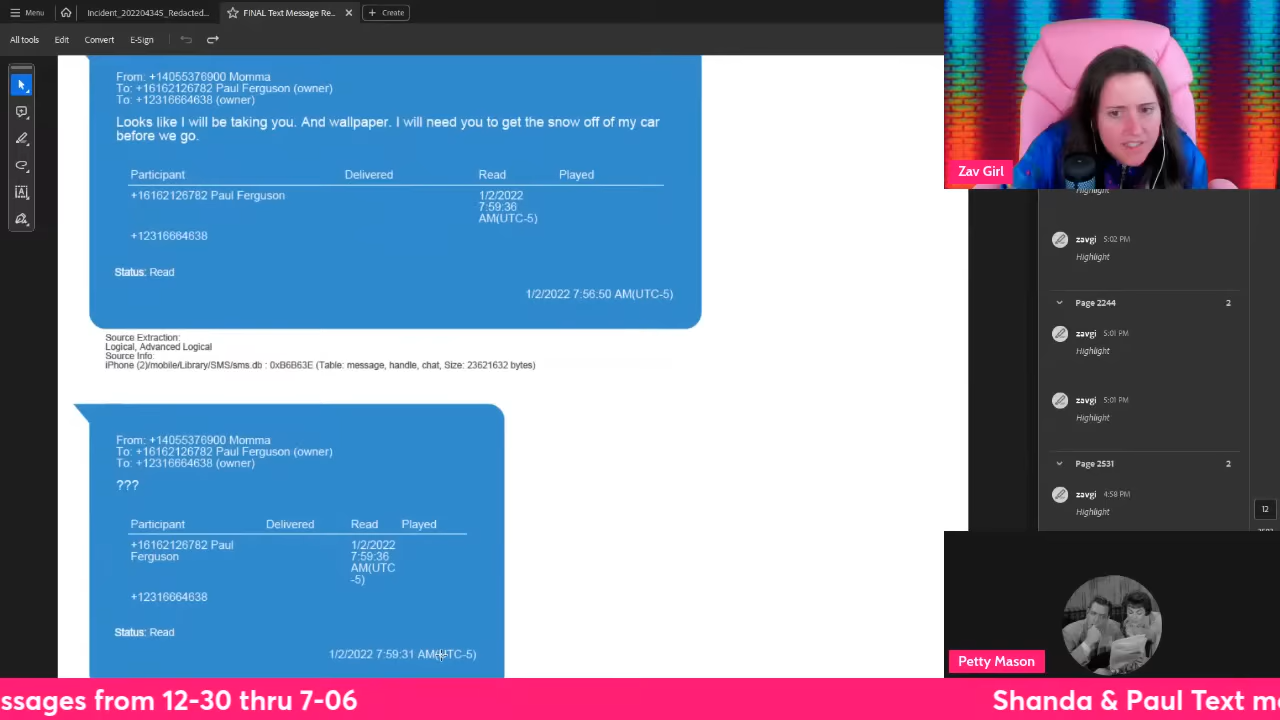 Menu
Incident_202204345_Redacted...
FINAL Text Message Re...
Create
All tools
Edit
Convert
E-Sign
From: +14055376900 Momma
To: +16162126782 Paul Ferguson (owner)
To: +12316664638 (owner)
Looks like I will be taking you. And wallpaper. I will need you to get the snow off of my car
before we go.
Participant
Delivered
Read
Played
+16162126782 Paul Ferguson
1/2/2022
7:59:36
AM(UTC-5)
+12316664638
Status: Read
1/2/2022 7:56:50 AM(UTC-5)
Source Extraction:
Logical, Advanced Logical
Source Info:
iPhone (2)/mobile/Library/SMS/sms.db : 0xB6B63E (Table: message, handle, chat, Size: 23621632 bytes)
From: +14055376900 Momma
To: +16162126782 Paul Ferguson (owner)
To: +12316664638 (owner)
???
Participant
Delivered
Read
Played
+16162126782 Paul
Ferguson
1/2/2022
7:59:36
AM(UTC
-5)
+12316664638
Status: Read
1/2/2022 7:59:31 AM(UTC-5)
Zav Girl
Highlight
zavgi 5:02 PM
Highlight
Page 2244 2
zavgi 5:01 PM
Highlight
zavgi 5:01 PM
Highlight
Page 2531 2
zavgi 4:58 PM
Highlight
12
Petty Mason
ssages from 12-30 thru 7-06
Shanda & Paul Text m